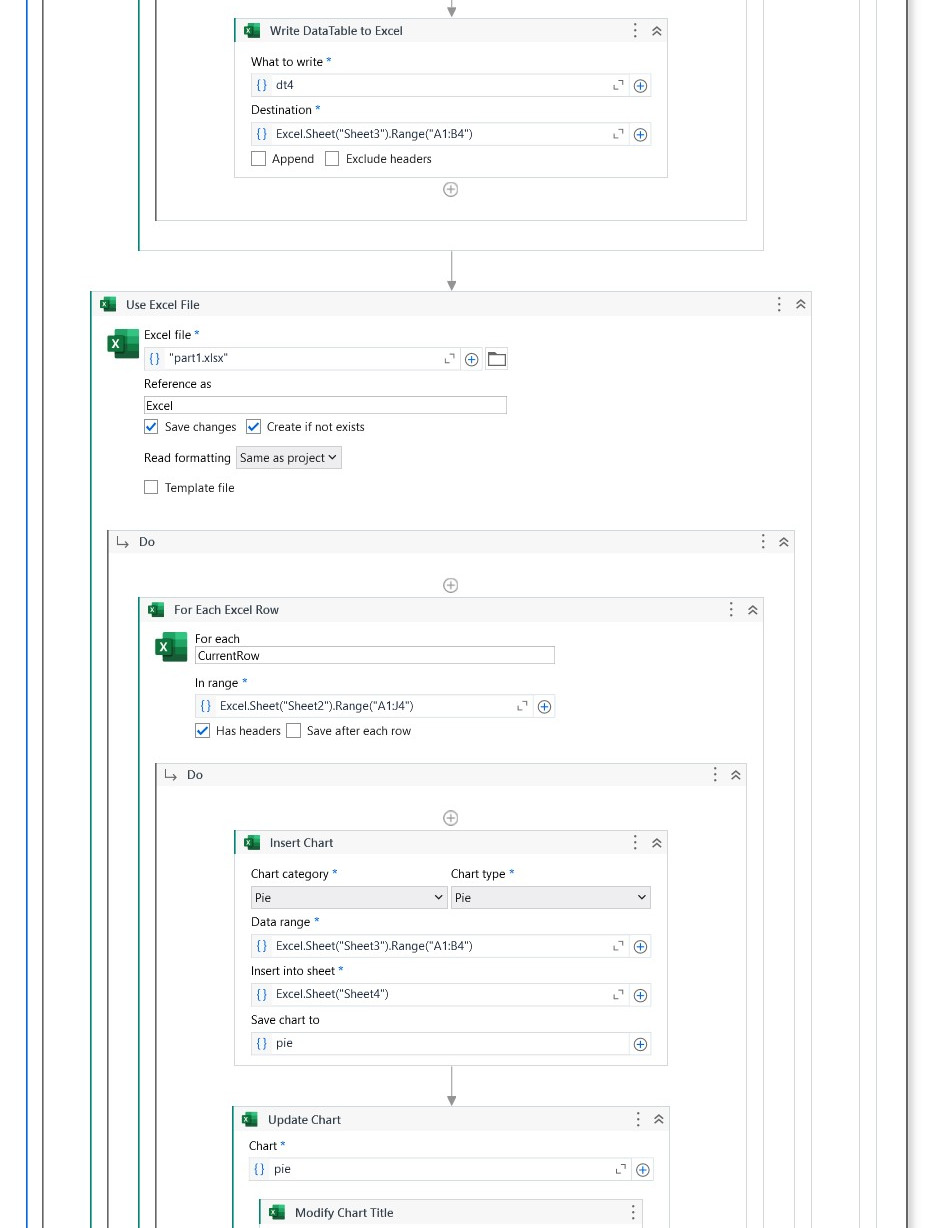 Write DataTable to Excel
What to write *
{} dt4
Destination *
{} Excel.Sheet("Sheet3").Range("A1:B4")
Append Exclude headers
Use Excel File
Excel file *
{} "part1.xlsx"
Reference as
Excel
Save changes Create if not exists
Read formatting Same as project
Template file
Do
For Each Excel Row
For each
CurrentRow
In range *
{} Excel.Sheet("Sheet2").Range("A1:J4")
Has headers Save after each row
Do
Insert Chart
Chart category * Chart type *
Pie Pie
Data range *
{} Excel.Sheet("Sheet3").Range("A1:B4")
Insert into sheet *
{} Excel.Sheet("Sheet4")
Save chart to
{} pie
Update Chart
Chart *
{} pie
Modify Chart Title